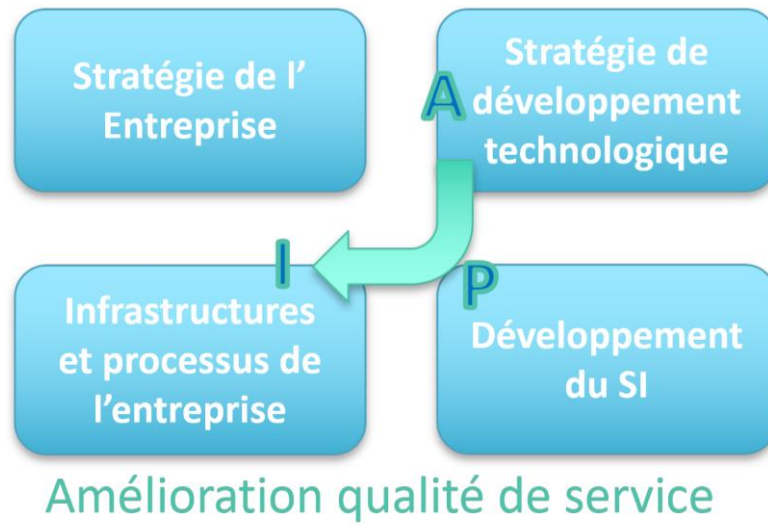 Stratégie de l'
Entreprise
Stratégie de
développement
technologique
A
I
P
Infrastructures
et processus de
l'entreprise
Développement
du SI
Amélioration qualité de service